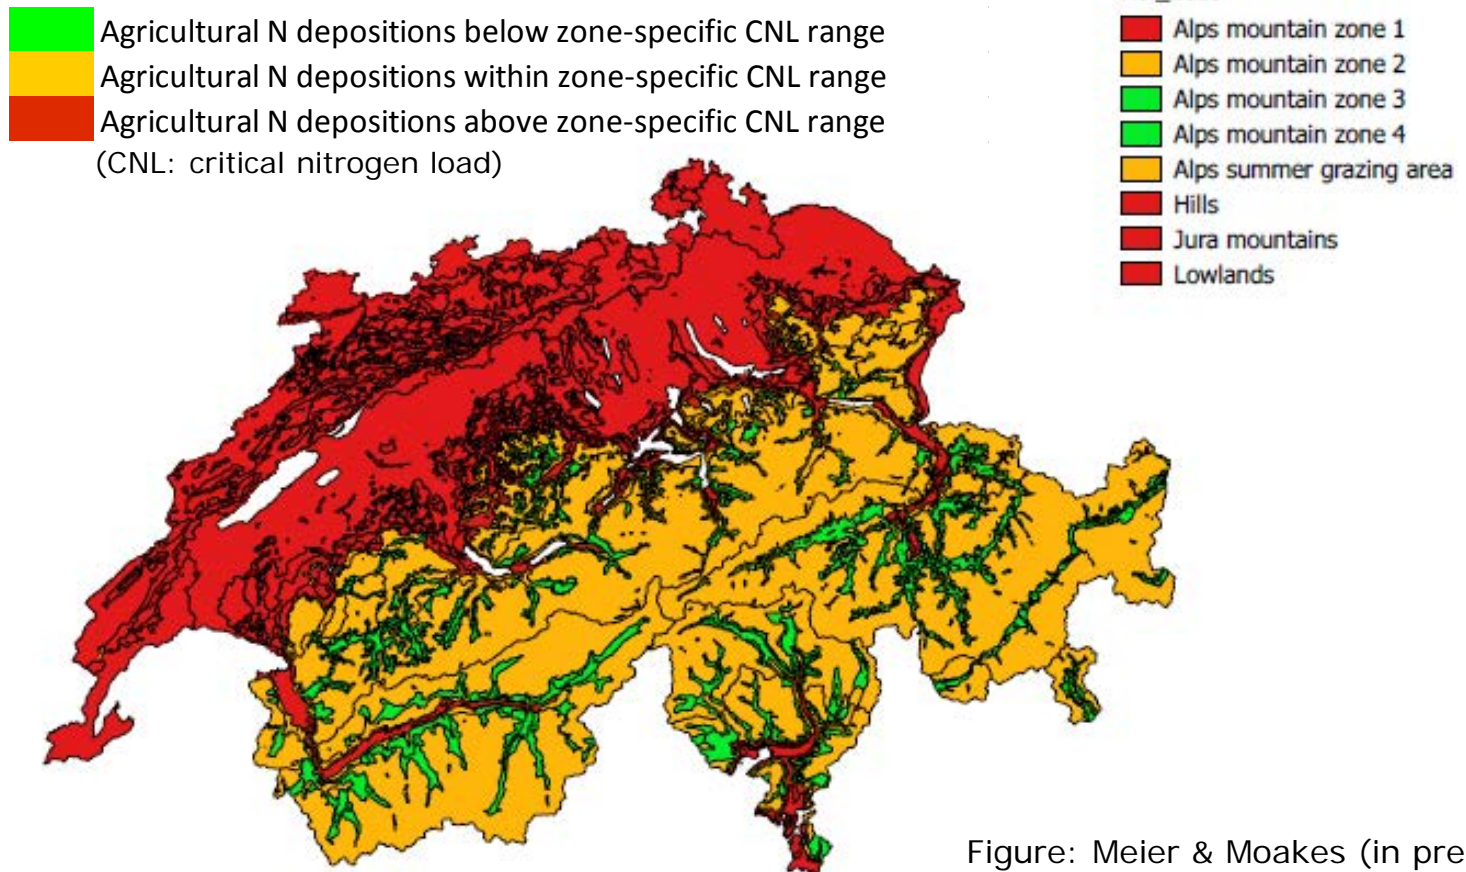 Agricultural N depositions below zone-specific CNL range
Agricultural N depositions within zone-specific CNL range
Agricultural N depositions above zone-specific CNL range
(CNL: critical nitrogen load)
Alps mountain zone 1
Alps mountain zone 2
Alps mountain zone 3
Alps mountain zone 4
Alps summer grazing area
Hills
Jura mountains
Lowlands
Figure: Meier & Moakes (in pre